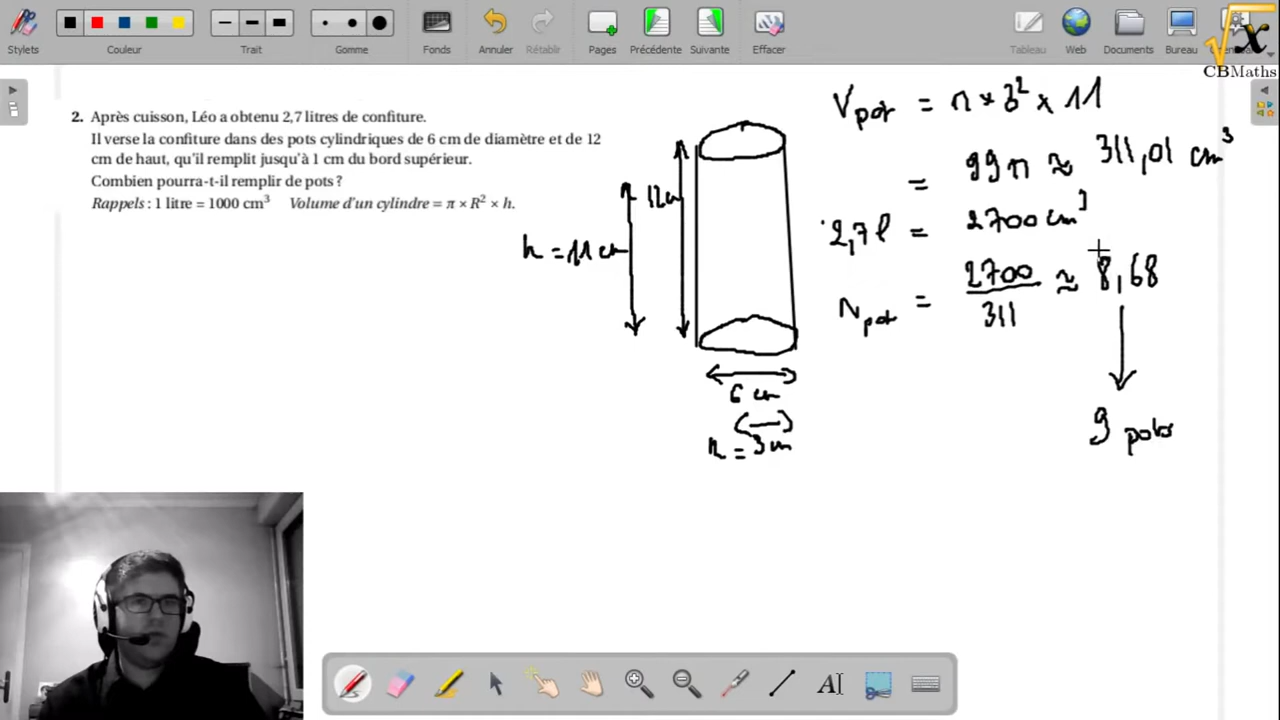 Stylets
Couleur
Trait
Gomme
Fonds
Annuler
Rétablir
Pages
Précédente
Suivante
Effacer
Tableau
Web
Documents
Bureau
CBMaths
2. Après cuisson, Léo a obtenu 2,7 litres de confiture.
Il verse la confiture dans des pots cylindriques de 6 cm de diamètre et de 12
cm de haut, qu'il remplit jusqu'à 1 cm du bord supérieur.
Combien pourra-t-il remplir de pots ?
Rappels : 1 litre = 1000 cm³ Volume d'un cylindre = π × R² × h.
12cm
h = 11 cm
6 cm
r = 3 cm
V pot = π × 3² × 11
= 99 π ≈ 311,01 cm³
2,7 l = 2700 cm³
N pot = 2700 / 311 ≈ 8,68
9 pots